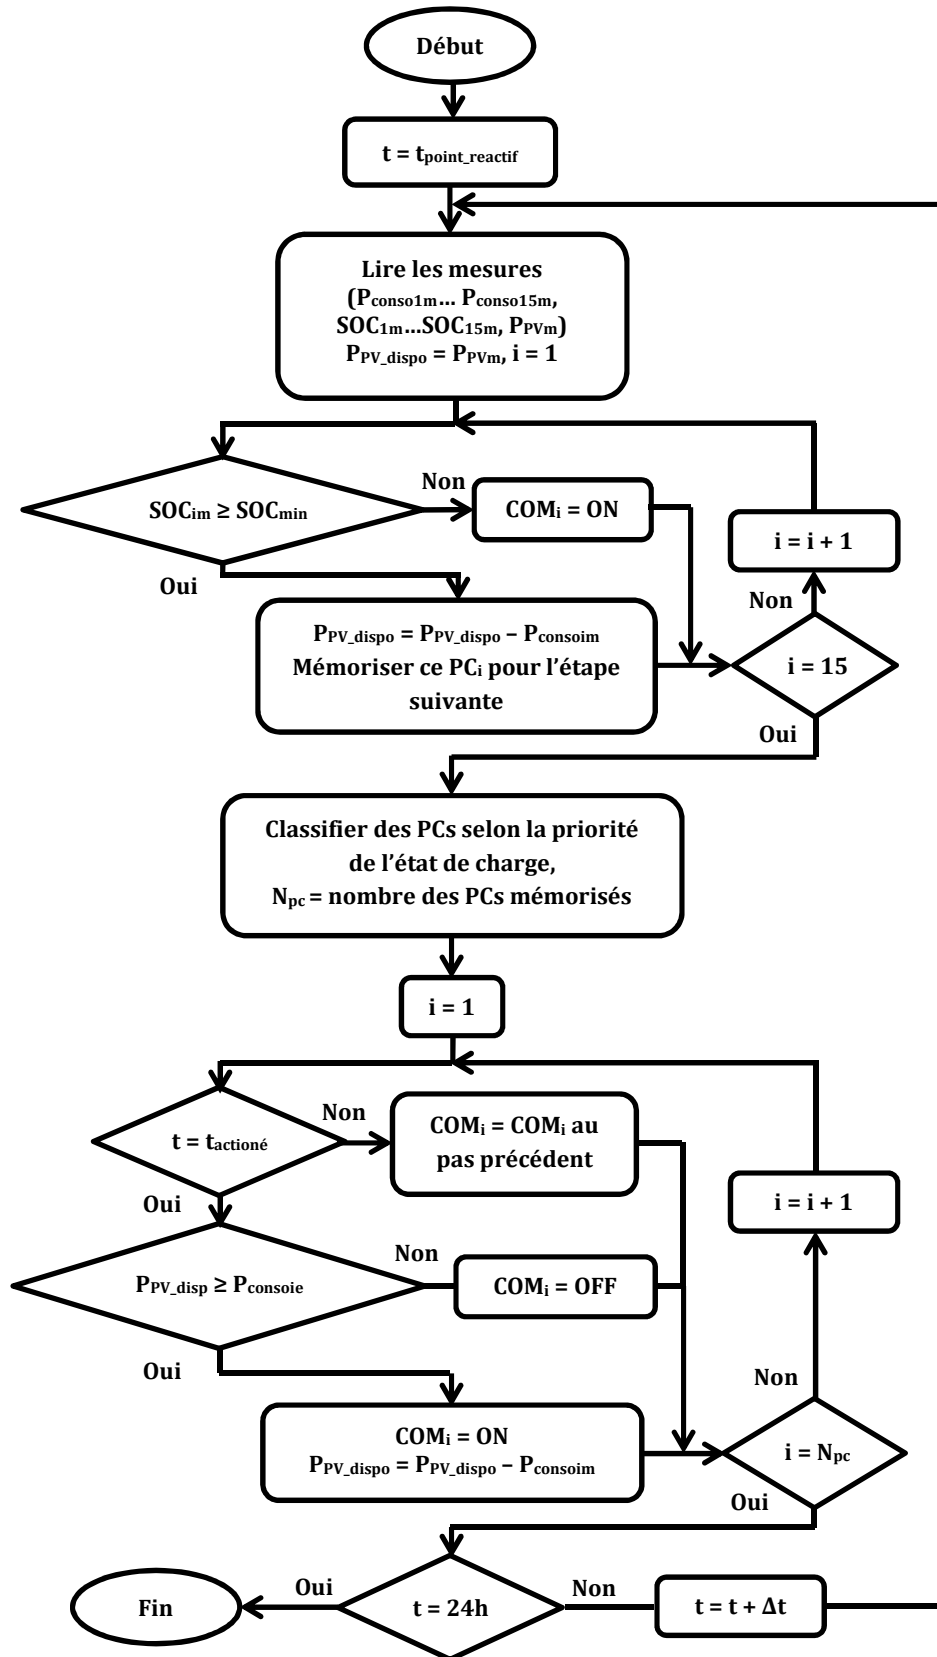 Début
t = tpoint_reactif
Lire les mesures
(Pconso1m... Pconso15m,
SOC1m...SOC15m, PPVm)
PPV_dispo = PPVm, i = 1
SOCim ≥ SOCmin
Non
COMi = ON
i = i + 1
Oui
Non
PPV_dispo = PPV_dispo – Pconsoim
Mémoriser ce PCi pour l’étape
suivante
i = 15
Oui
Classifier des PCs selon la priorité
de l’état de charge,
Npc = nombre des PCs mémorisés
i = 1
t = tactioné
Non
COMi = COMi au
pas précédent
i = i + 1
Oui
PPV_disp ≥ Pconsoie
Non
COMi = OFF
Oui
Non
COMi = ON
PPV_dispo = PPV_dispo – Pconsoim
i = Npc
Oui
Fin
Oui
t = 24h
Non
t = t + Δt